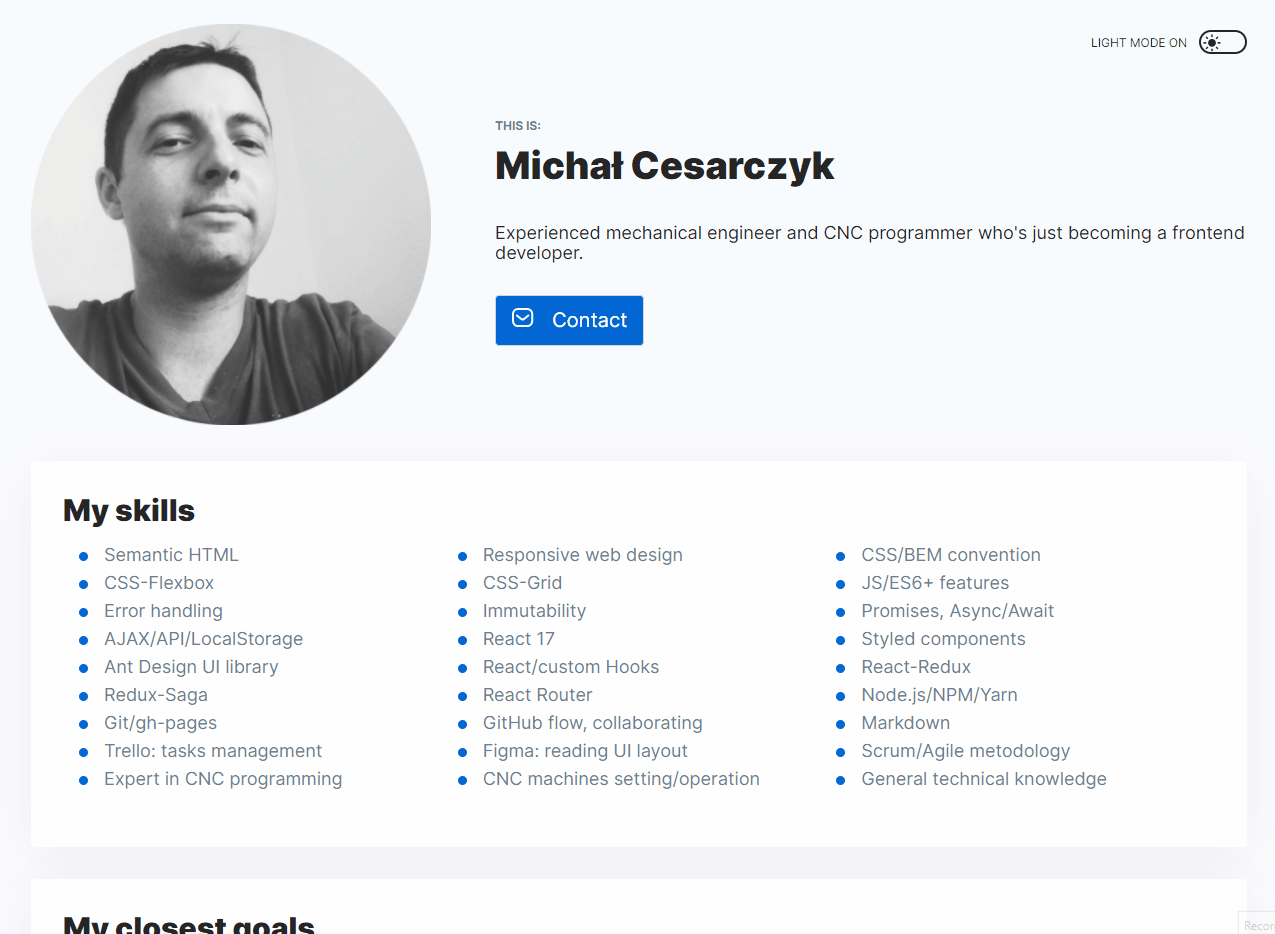 LIGHT MODE ON
THIS IS:
Michał Cesarczyk
Experienced mechanical engineer and CNC programmer who's just becoming a frontend
developer.
Contact
My skills
Semantic HTML
Responsive web design
CSS/BEM convention
CSS-Flexbox
CSS-Grid
JS/ES6+ features
Error handling
Immutability
Promises, Async/Await
AJAX/API/LocalStorage
React 17
Styled components
Ant Design UI library
React/custom Hooks
React-Redux
Redux-Saga
React Router
Node.js/NPM/Yarn
Git/gh-pages
GitHub flow, collaborating
Markdown
Trello: tasks management
Figma: reading UI layout
Scrum/Agile metodology
Expert in CNC programming
CNC machines setting/operation
General technical knowledge
My closest goals
Recor